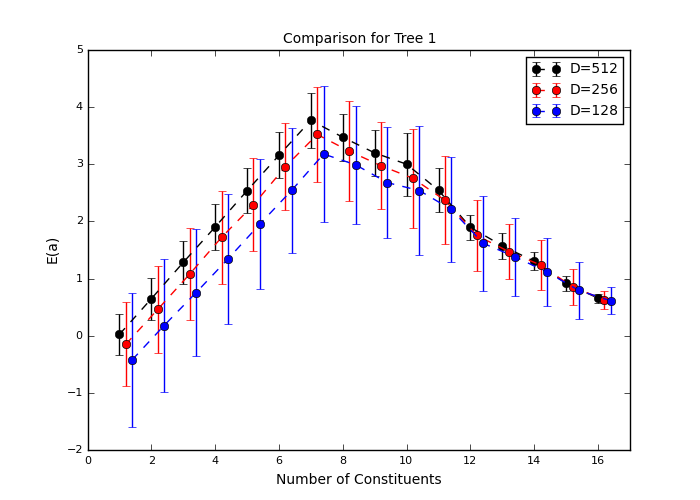 Comparison for Tree 1
5
4
3
2
1
0
−1
−2
E(a)
D=512
D=256
D=128
0 2 4 6 8 10 12 14 16
Number of Constituents